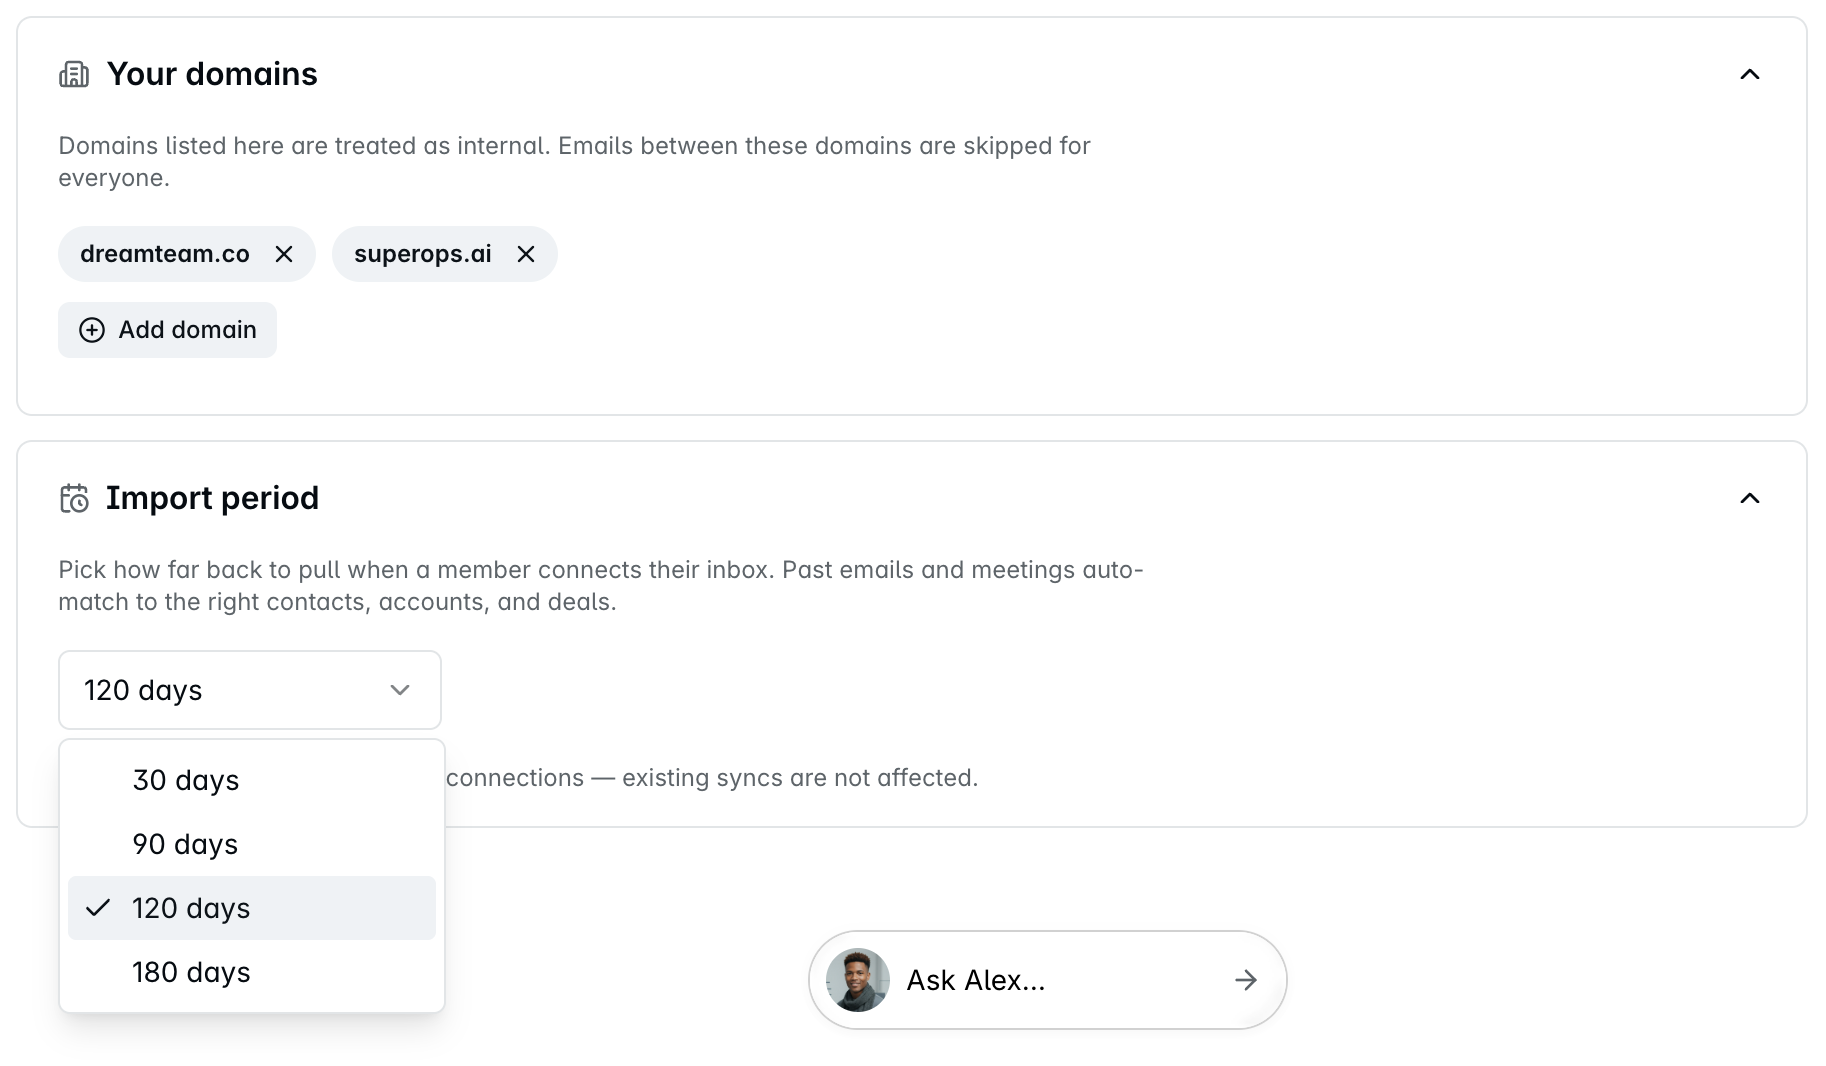 Your domains
Domains listed here are treated as internal. Emails between these domains are skipped for
everyone.
dreamteam.co
superops.ai
Add domain
Import period
Pick how far back to pull when a member connects their inbox. Past emails and meetings auto-
match to the right contacts, accounts, and deals.
120 days
connections — existing syncs are not affected.
30 days
90 days
120 days
180 days
Ask Alex...